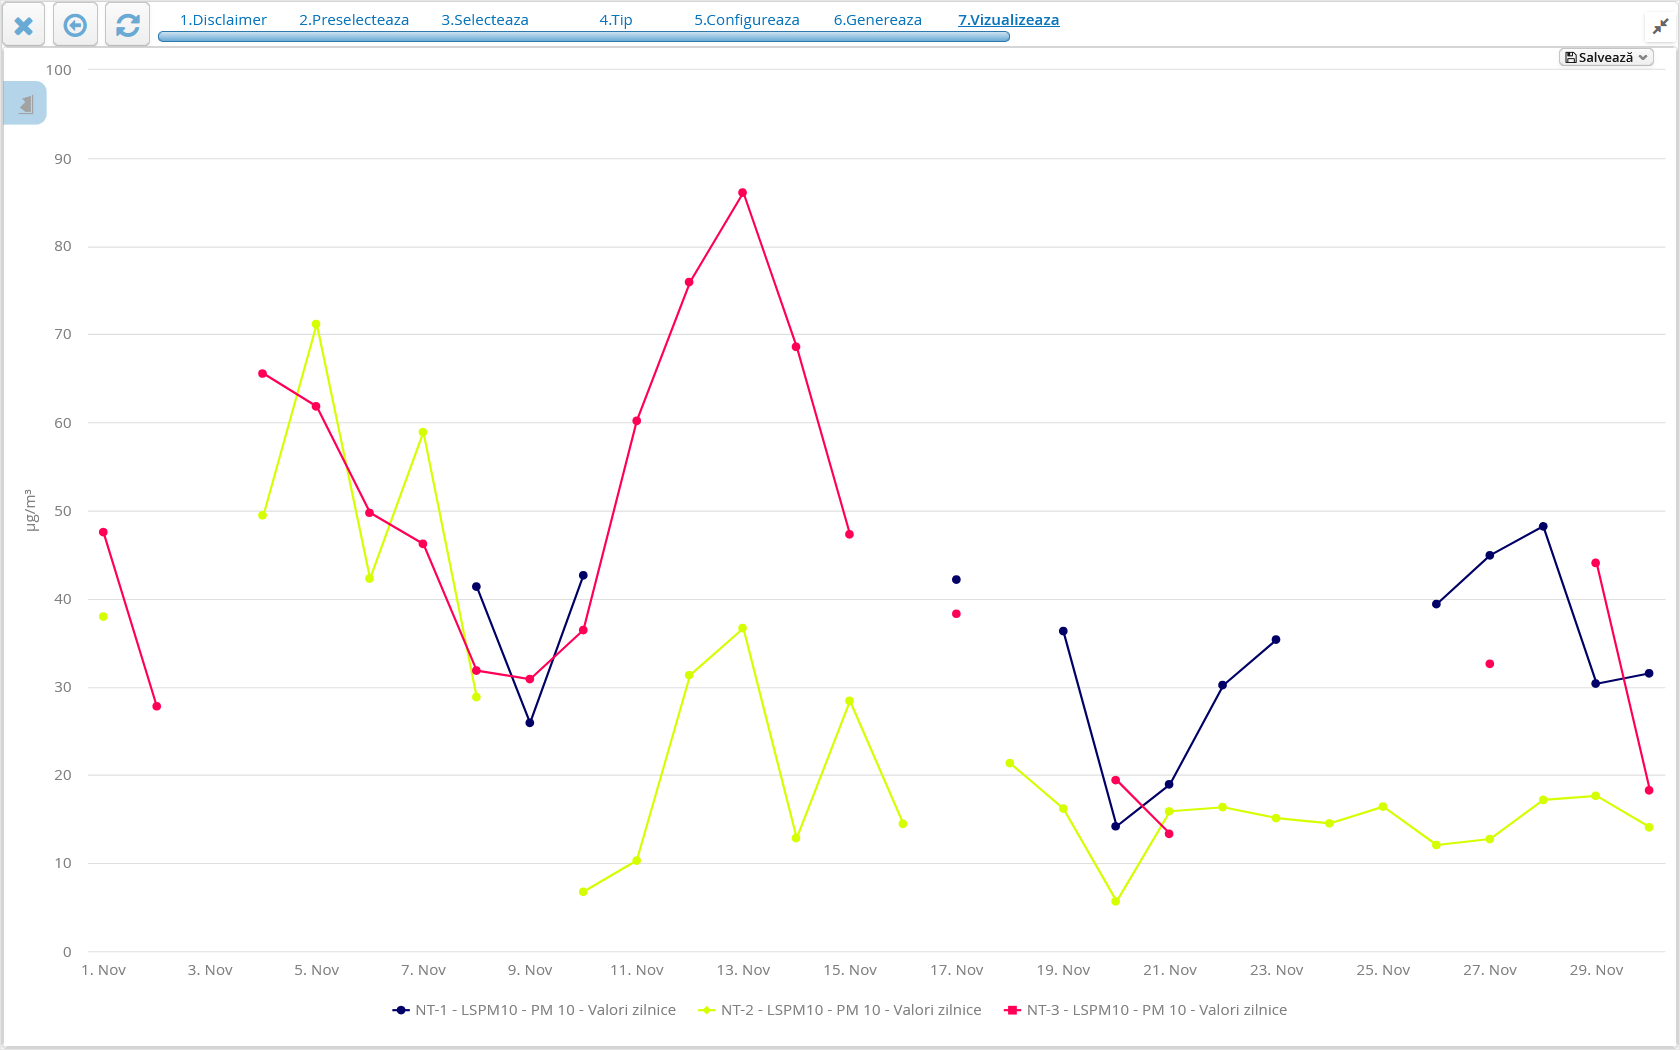 1.Disclaimer 2.Preselecteaza 3.Selecteaza 4.Tip 5.Configureaza 6.Genereaza 7.Vizualizeaza
Salvează
100
90
80
70
60
50
40
30
20
10
0
µg/m³
1. Nov 3. Nov 5. Nov 7. Nov 9. Nov 11. Nov 13. Nov 15. Nov 17. Nov 19. Nov 21. Nov 23. Nov 25. Nov 27. Nov 29. Nov
NT-1 - LSPM10 - PM 10 - Valori zilnice NT-2 - LSPM10 - PM 10 - Valori zilnice NT-3 - LSPM10 - PM 10 - Valori zilnice